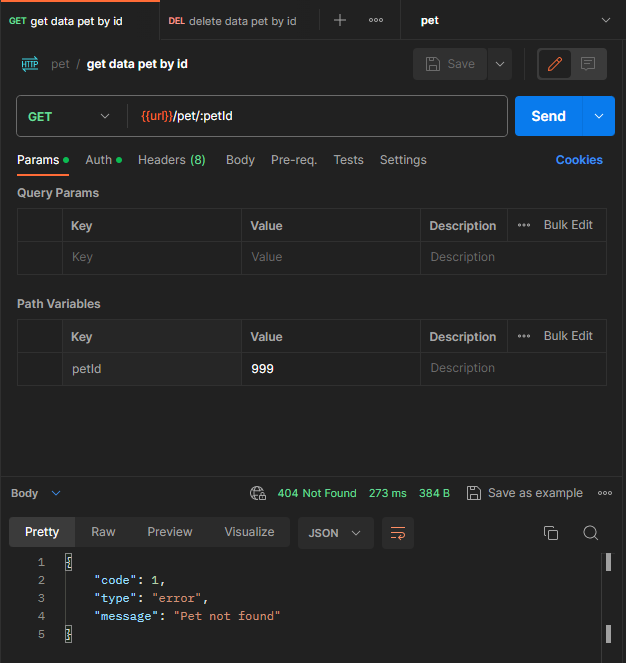 GET get data pet by id DEL delete data pet by id pet
HTTP pet / get data pet by id Save
GET {{url}}/pet/:petId Send
Params Auth Headers (8) Body Pre-req. Tests Settings Cookies
Query Params
Key Value Description Bulk Edit
Key Value Description
Path Variables
Key Value Description Bulk Edit
petId 999 Description
Body 404 Not Found 273 ms 384 B Save as example
Pretty Raw Preview Visualize JSON
1 {
2 "code": 1,
3 "type": "error",
4 "message": "Pet not found"
5 }